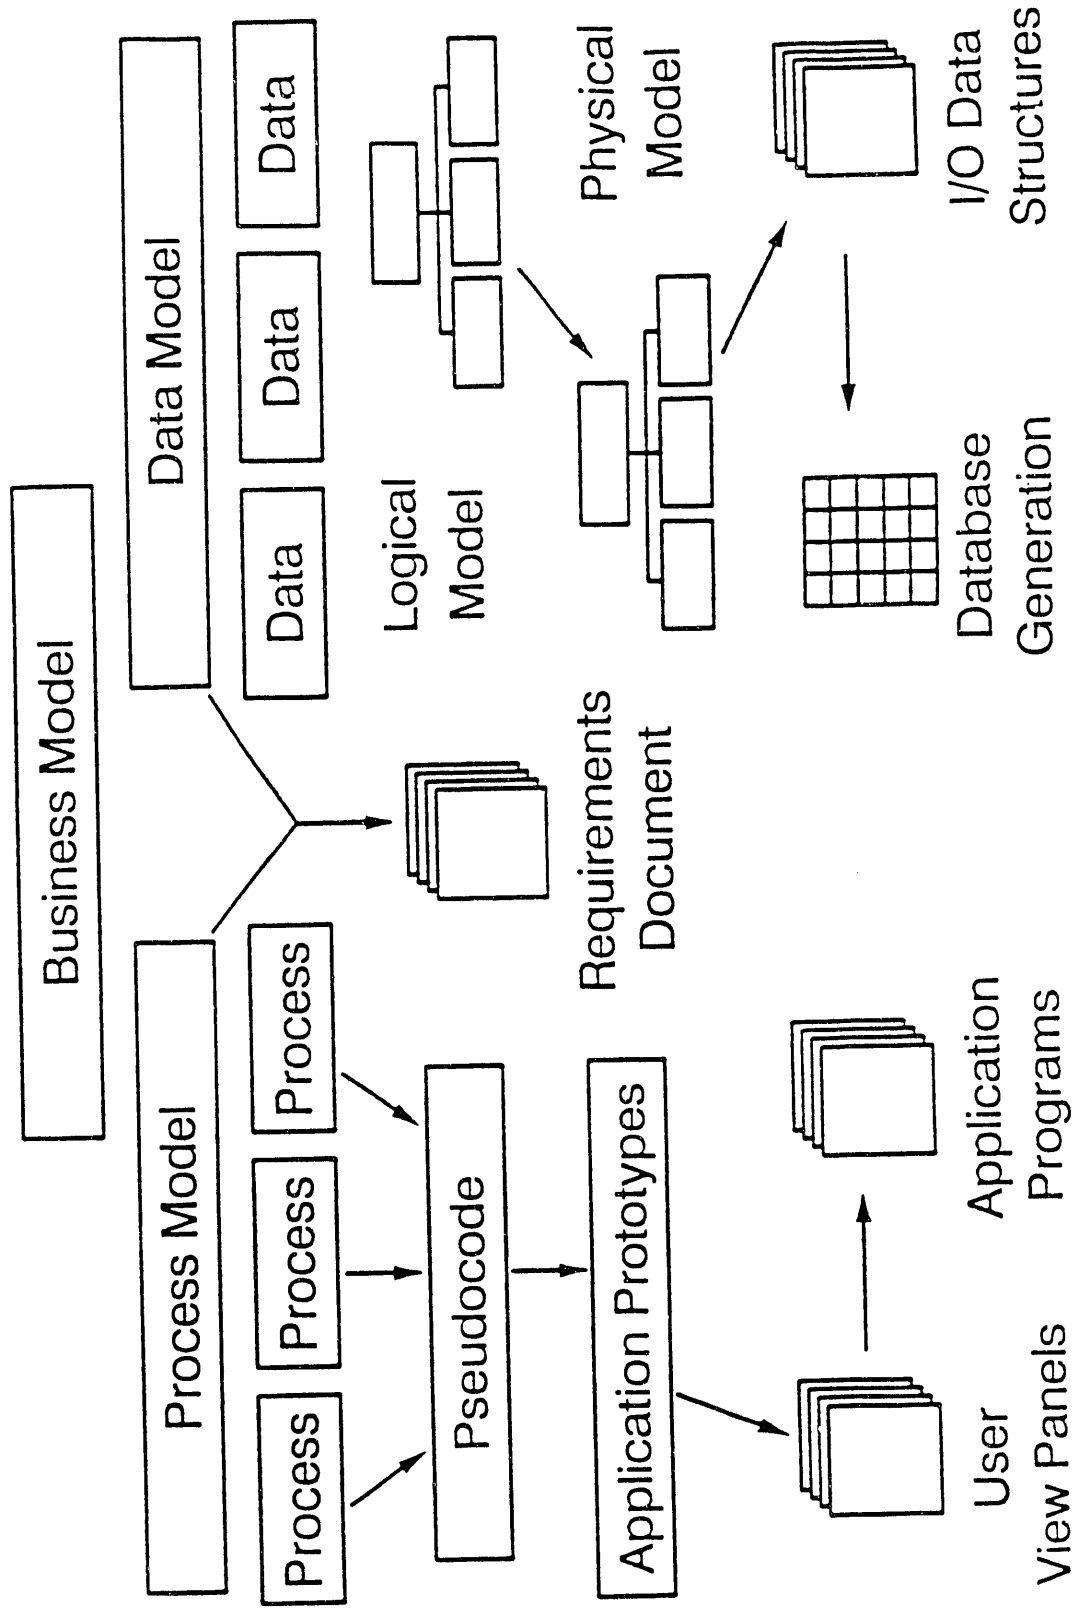 Business Model
Process Model
Data Model
Process
Process
Process
Data
Data
Data
Pseudocode
Logical
Model
Application Prototypes
Requirements
Document
Physical
Model
User
View Panels
Application
Programs
Database
Generation
I/O Data
Structures